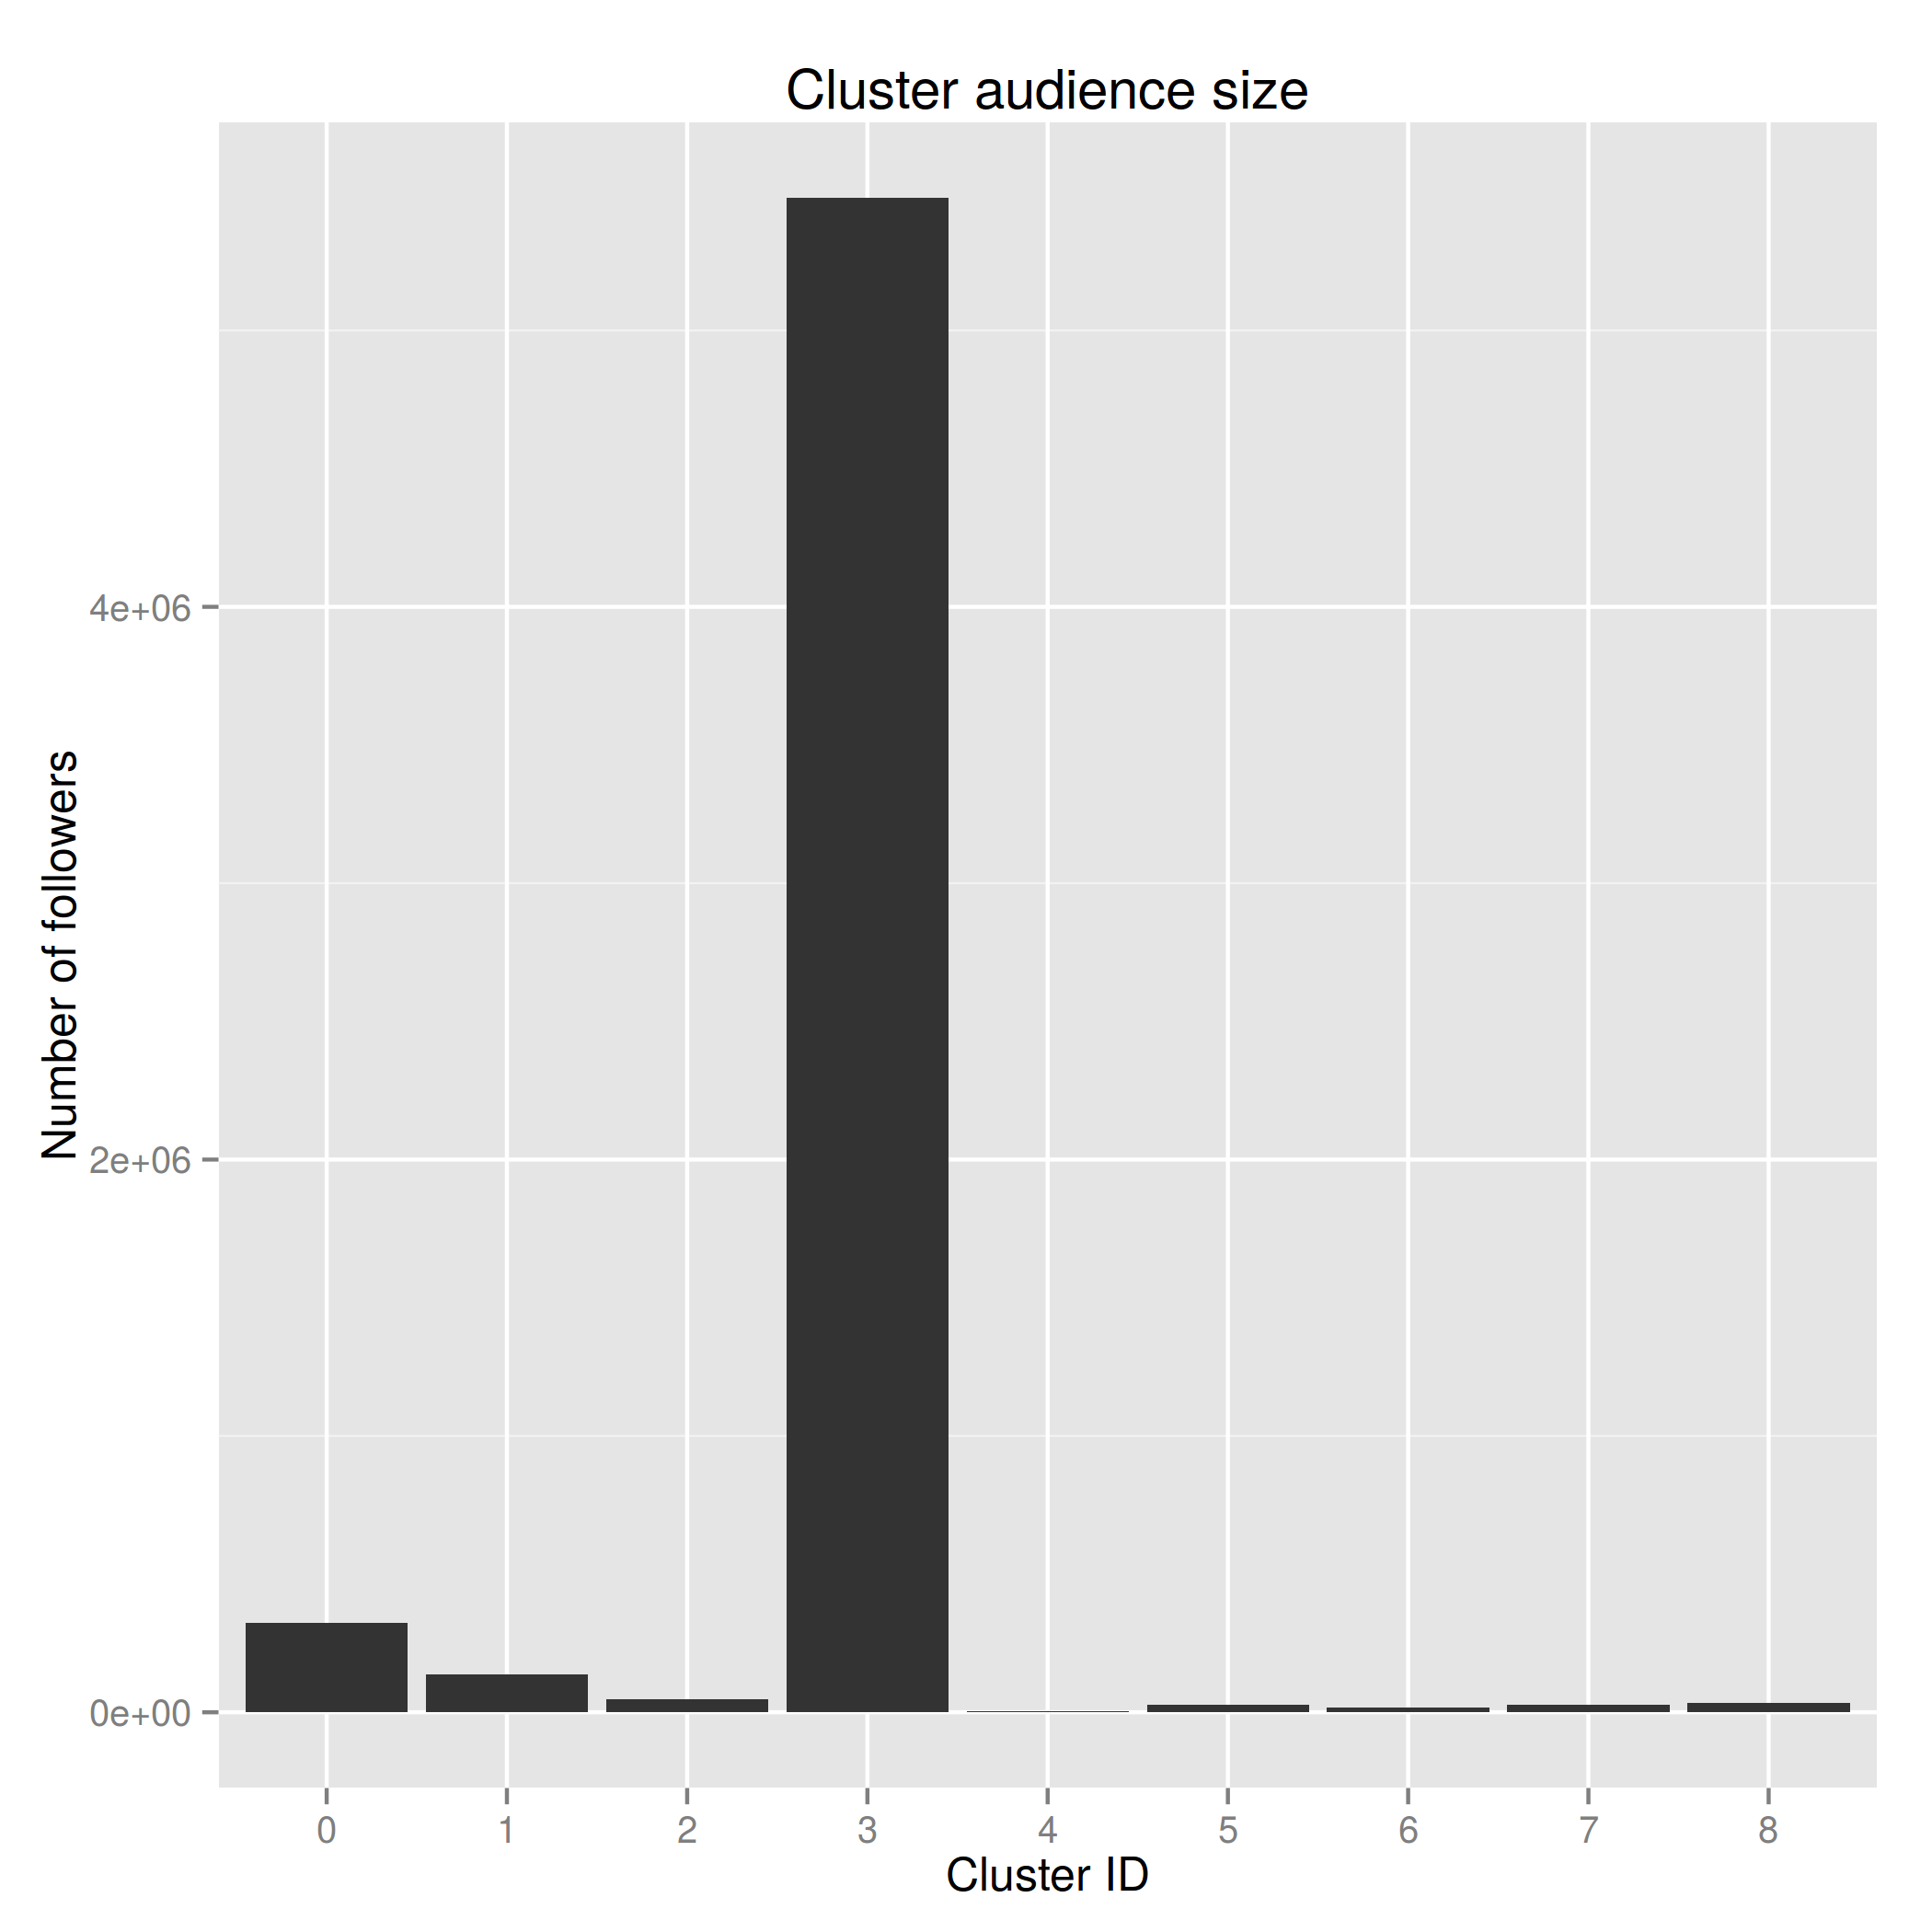 Cluster audience size
Number of followers
4e+06
2e+06
0e+00
0 1 2 3 4 5 6 7 8
Cluster ID